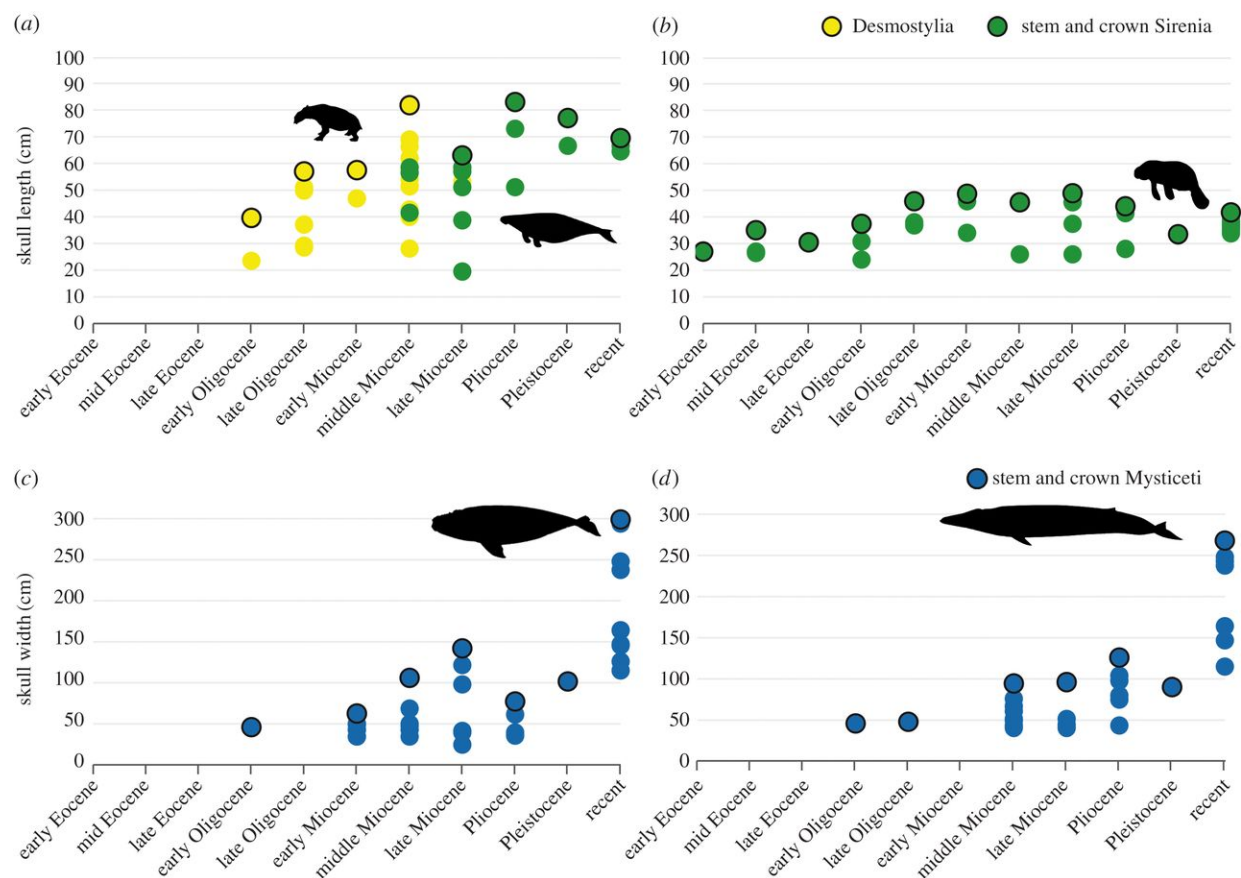 (a)
(b)
Desmostylia
stem and crown Sirenia
skull length (cm)
100
90
80
70
60
50
40
30
20
10
0
early Eocene
mid Eocene
late Eocene
early Oligocene
late Oligocene
early Miocene
middle Miocene
late Miocene
Pliocene
Pleistocene
recent
100
90
80
70
60
50
40
30
20
10
0
early Eocene
mid Eocene
late Eocene
early Oligocene
late Oligocene
early Miocene
middle Miocene
late Miocene
Pliocene
Pleistocene
recent
(c)
(d)
stem and crown Mysticeti
skull width (cm)
300
250
200
150
100
50
0
early Eocene
mid Eocene
late Eocene
early Oligocene
late Oligocene
early Miocene
middle Miocene
late Miocene
Pliocene
Pleistocene
recent
300
250
200
150
100
50
0
early Eocene
mid Eocene
late Eocene
early Oligocene
late Oligocene
early Miocene
middle Miocene
late Miocene
Pliocene
Pleistocene
recent